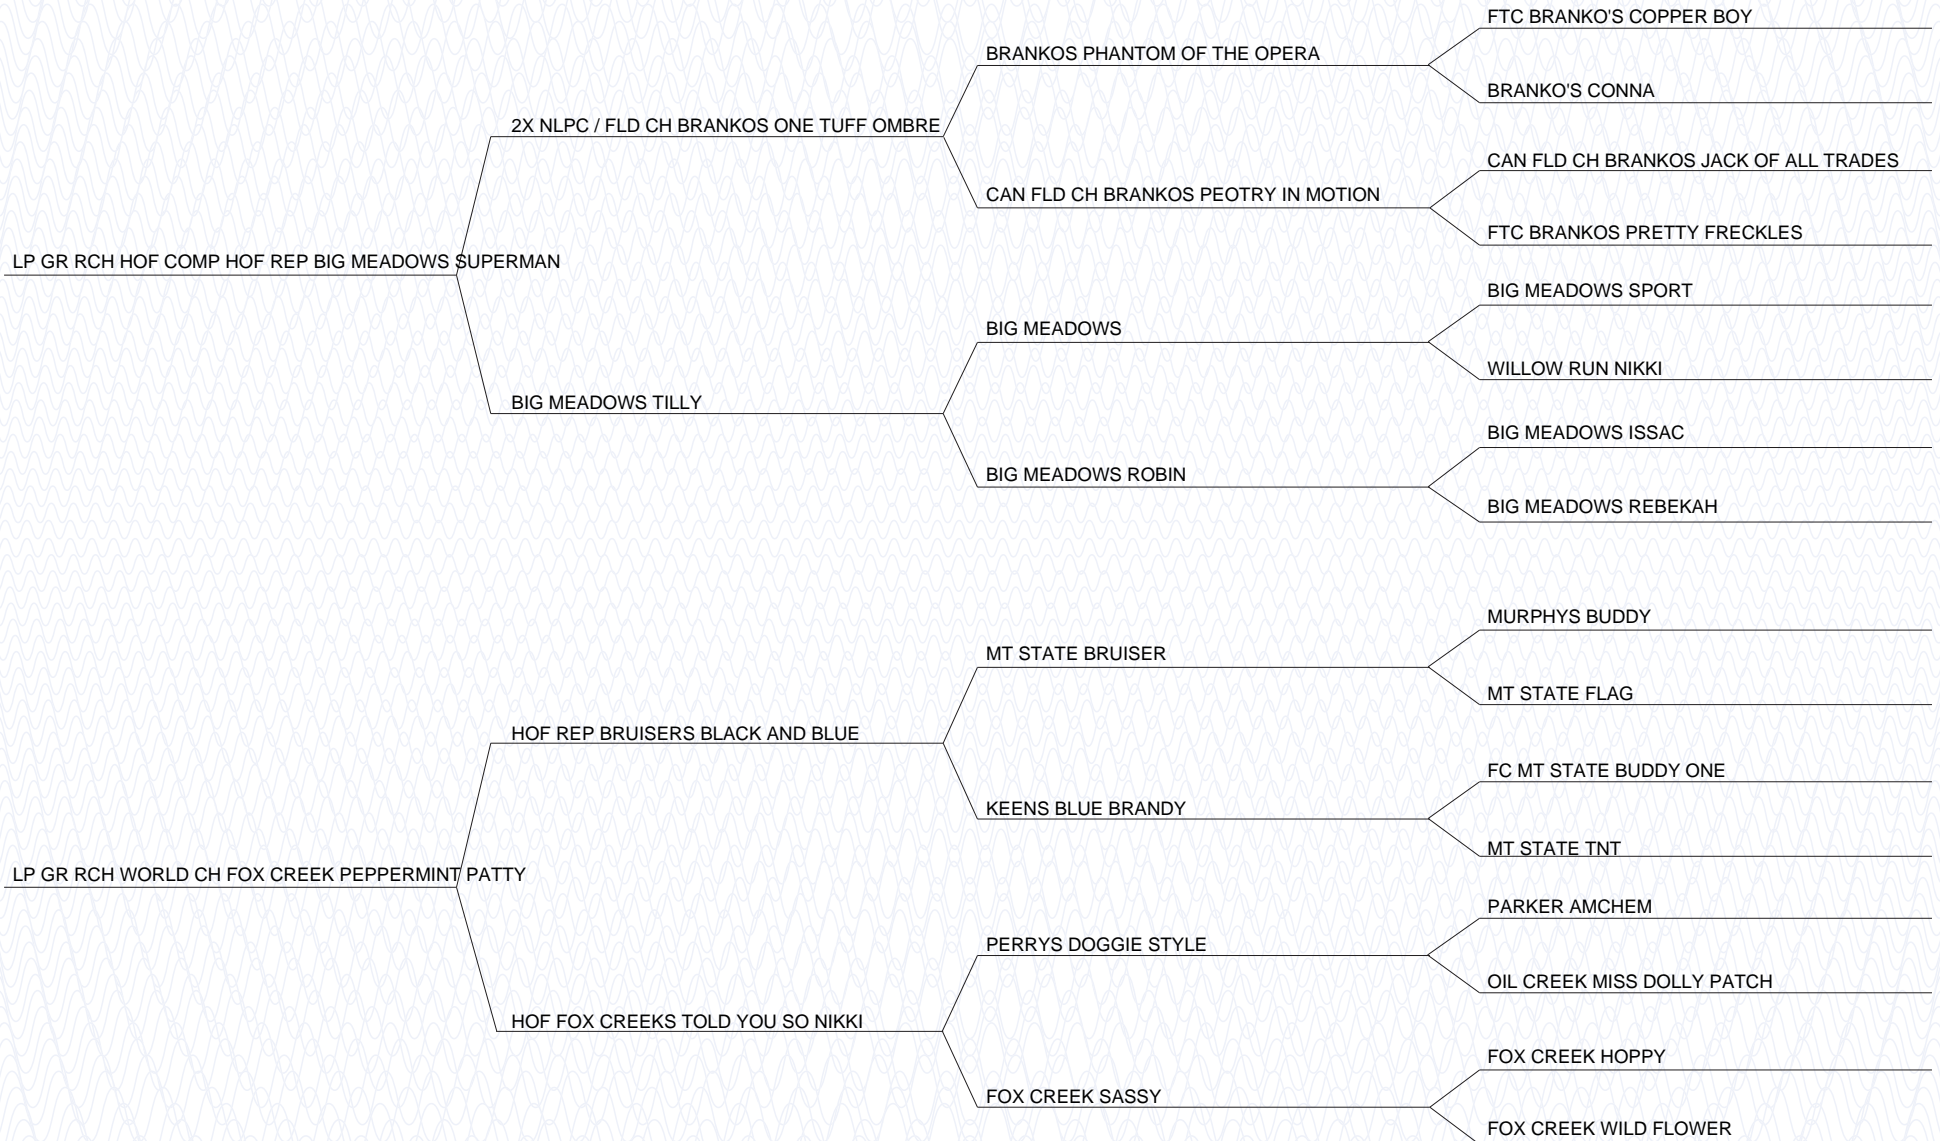 FTC BRANKO'S COPPER BOY
BRANKOS PHANTOM OF THE OPERA
BRANKO'S CONNA
2X NLPC / FLD CH BRANKOS ONE TUFF OMBRE
CAN FLD CH BRANKOS JACK OF ALL TRADES
CAN FLD CH BRANKOS PEOTRY IN MOTION
FTC BRANKOS PRETTY FRECKLES
LP GR RCH HOF COMP HOF REP BIG MEADOWS SUPERMAN
BIG MEADOWS SPORT
BIG MEADOWS
WILLOW RUN NIKKI
BIG MEADOWS TILLY
BIG MEADOWS ISSAC
BIG MEADOWS ROBIN
BIG MEADOWS REBEKAH
MURPHYS BUDDY
MT STATE BRUISER
MT STATE FLAG
HOF REP BRUISERS BLACK AND BLUE
FC MT STATE BUDDY ONE
KEENS BLUE BRANDY
MT STATE TNT
LP GR RCH WORLD CH FOX CREEK PEPPERMINT PATTY
PARKER AMCHEM
PERRYS DOGGIE STYLE
OIL CREEK MISS DOLLY PATCH
HOF FOX CREEKS TOLD YOU SO NIKKI
FOX CREEK HOPPY
FOX CREEK SASSY
FOX CREEK WILD FLOWER